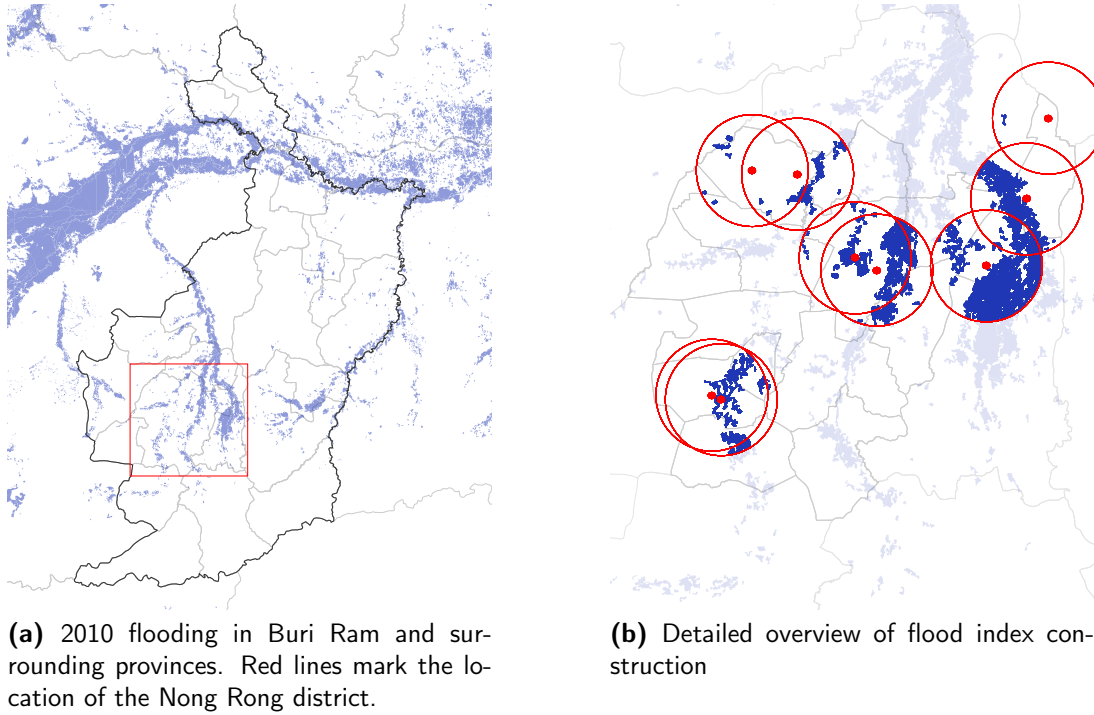 (a) 2010 flooding in Buri Ram and sur-
rounding provinces. Red lines mark the lo-
cation of the Nong Rong district.
(b) Detailed overview of flood index con-
struction